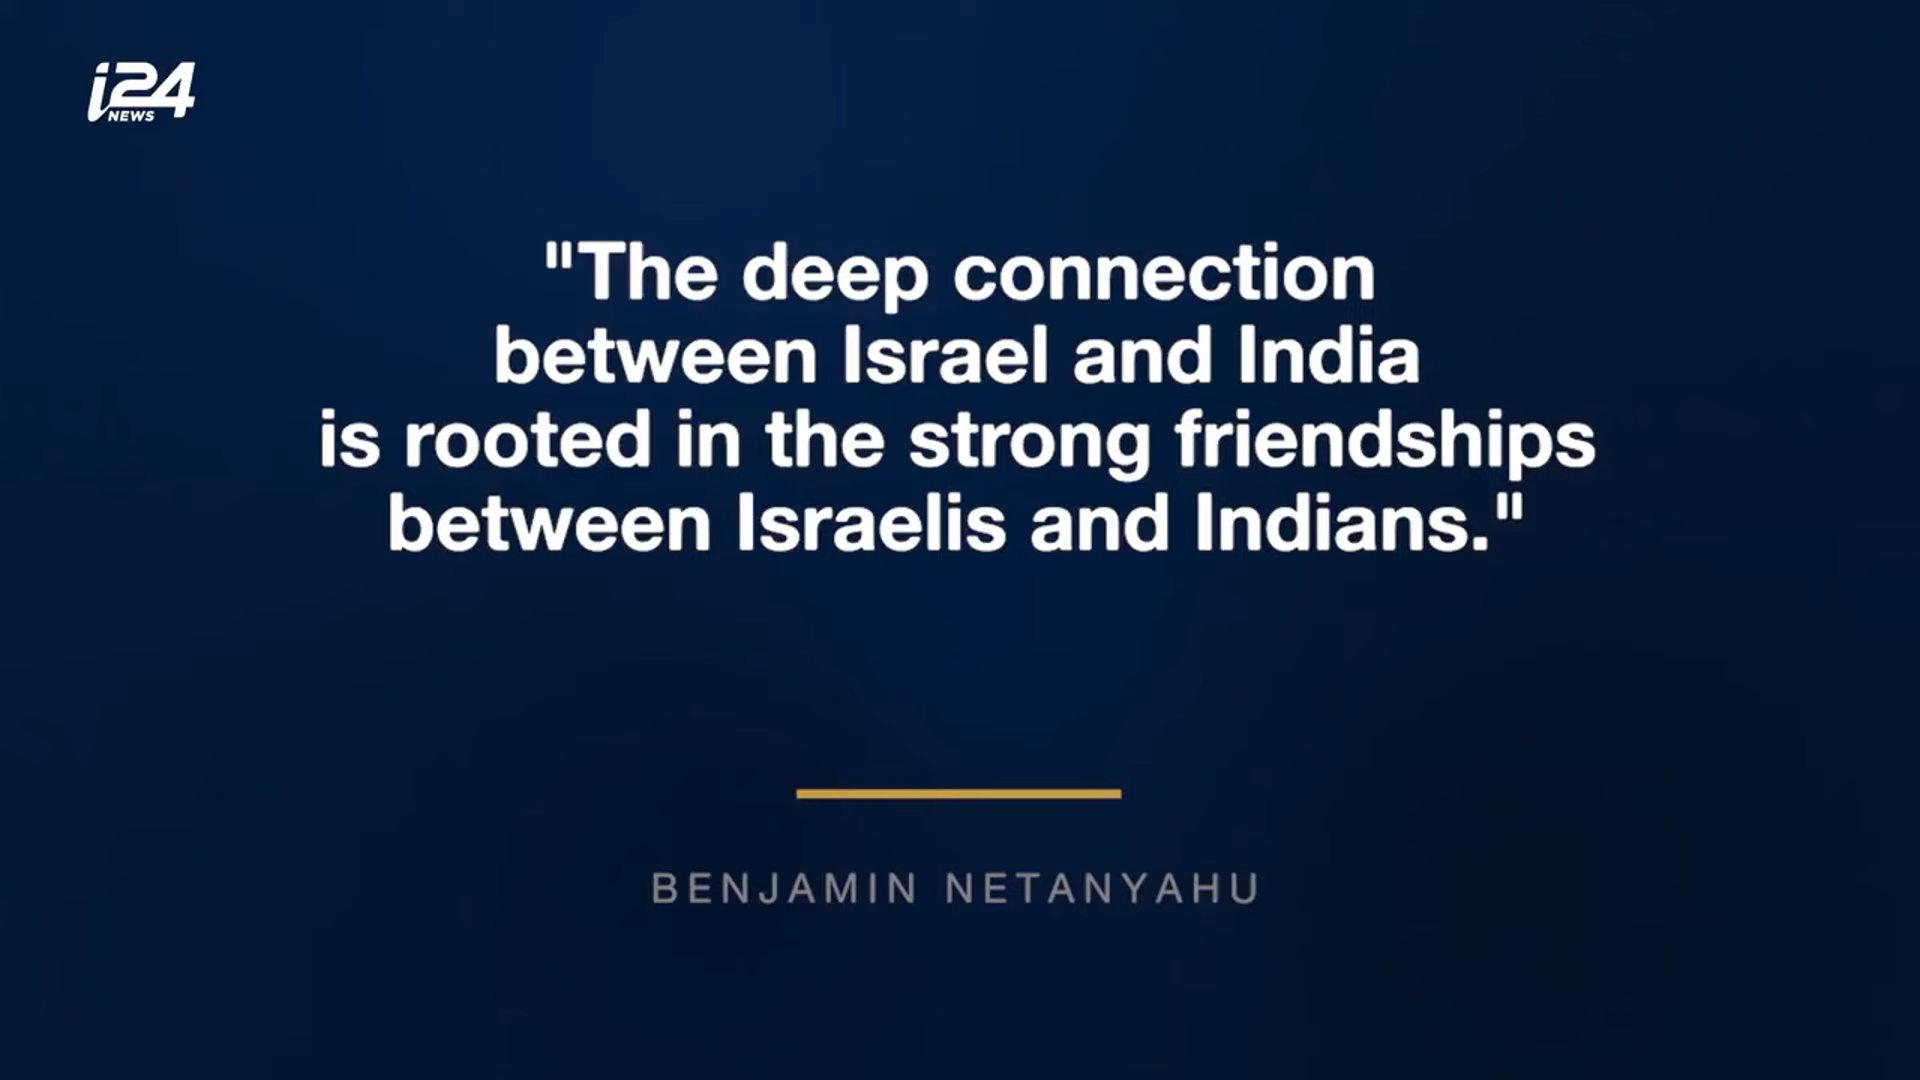 i24
NEWS
"The deep connection
between Israel and India
is rooted in the strong friendships
between Israelis and Indians."
BENJAMIN NETANYAHU